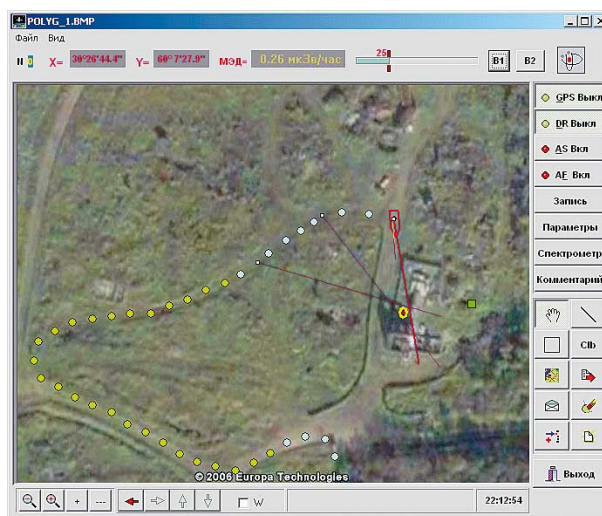 POLYG_1.BMP
Файл Вид
N 0 X= 30°26'44.4" Y= 60°7'27.9" МЭД= 0.26 мкЗв/час 25 B1 B2
GPS Выкл
DR Выкл
AS Вкл
AF Вкл
Запись
Параметры
Спектрометр
Комментарий
Clb
© 2006 Europa Technologies
Выход
+ --- W 22:12:54